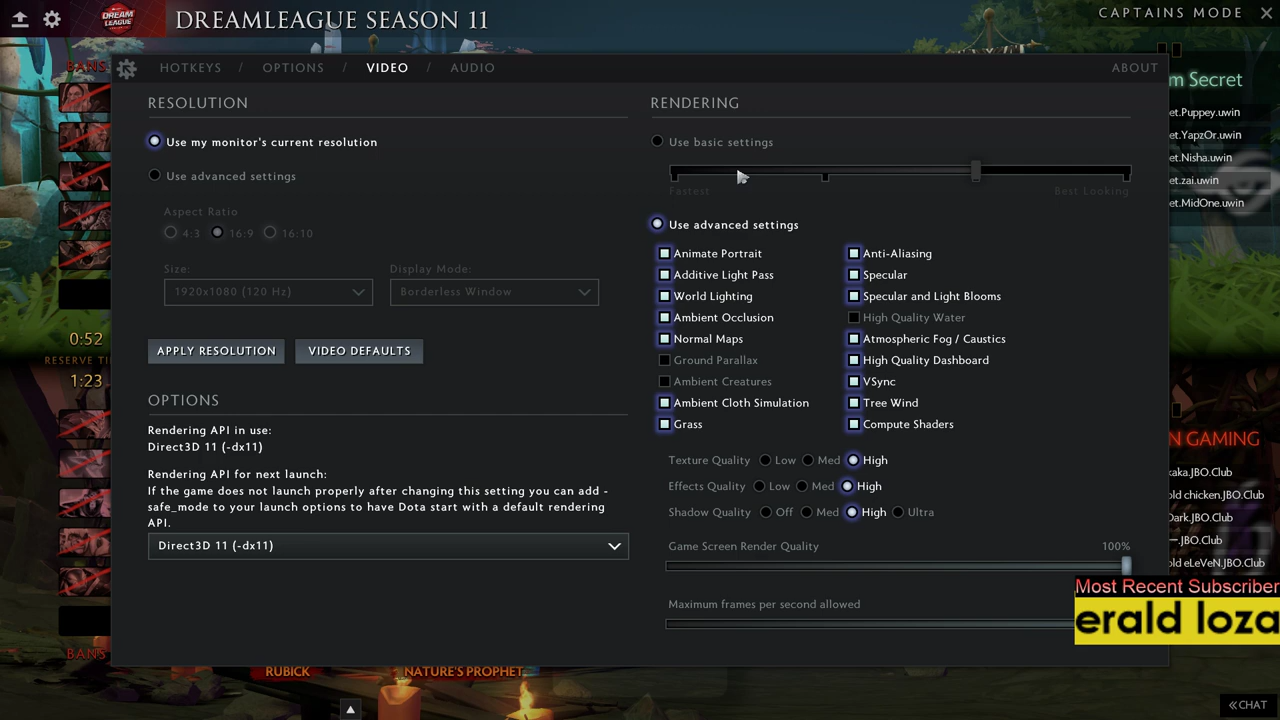 DREAM
LEAGUE
DREAMLEAGUE SEASON 11
CAPTAINS MODE
BANS
HOTKEYS / OPTIONS / VIDEO / AUDIO
ABOUT
RESOLUTION
Use my monitor's current resolution
Use advanced settings
Aspect Ratio
4:3 16:9 16:10
Size:
Display Mode:
1920x1080 (120 Hz)
Borderless Window
APPLY RESOLUTION
VIDEO DEFAULTS
OPTIONS
Rendering API in use:
Direct3D 11 (-dx11)
Rendering API for next launch:
If the game does not launch properly after changing this setting you can add -
safe_mode to your launch options to have Dota start with a default rendering
API.
Direct3D 11 (-dx11)
RENDERING
Use basic settings
Fastest
Best Looking
Use advanced settings
Animate Portrait
Anti-Aliasing
Additive Light Pass
Specular
World Lighting
Specular and Light Blooms
Ambient Occlusion
High Quality Water
Normal Maps
Atmospheric Fog / Caustics
Ground Parallax
High Quality Dashboard
Ambient Creatures
VSync
Ambient Cloth Simulation
Tree Wind
Grass
Compute Shaders
Texture Quality Low Med High
Effects Quality Low Med High
Shadow Quality Off Med High Ultra
Game Screen Render Quality 100%
Maximum frames per second allowed
0:52
RESERVE TI
1:23
BANS
m Secret
et.Puppey.uwin
et.YapzOr.uwin
et.Nisha.uwin
et.zai.uwin
et.MidOne.uwin
N GAMING
kaka.JBO.Club
old chicken.JBO.Club
Dark.JBO.Club
.JBO.Club
old eLeVeN.JBO.Club
Most Recent Subscriber
erald loza
RUBICK
NATURE'S PROPHET
«CHAT